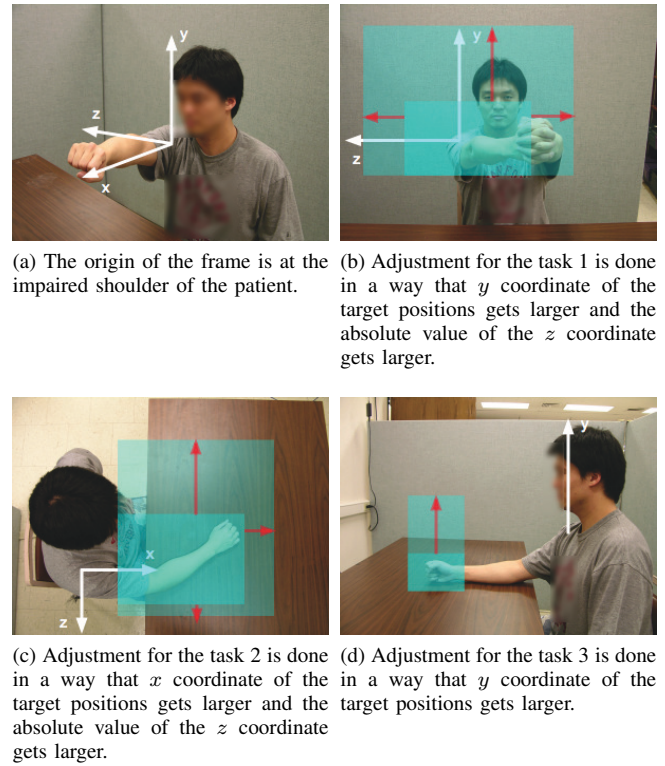 y
z
x
(a) The origin of the frame is at the
impaired shoulder of the patient.
z
(b) Adjustment for the task 1 is done
in a way that y coordinate of the
target positions gets larger and the
absolute value of the z coordinate
gets larger.
x
z
(c) Adjustment for the task 2 is done
in a way that x coordinate of the
target positions gets larger and the
absolute value of the z coordinate
gets larger.
y
(d) Adjustment for the task 3 is done
in a way that y coordinate of the
target positions gets larger.